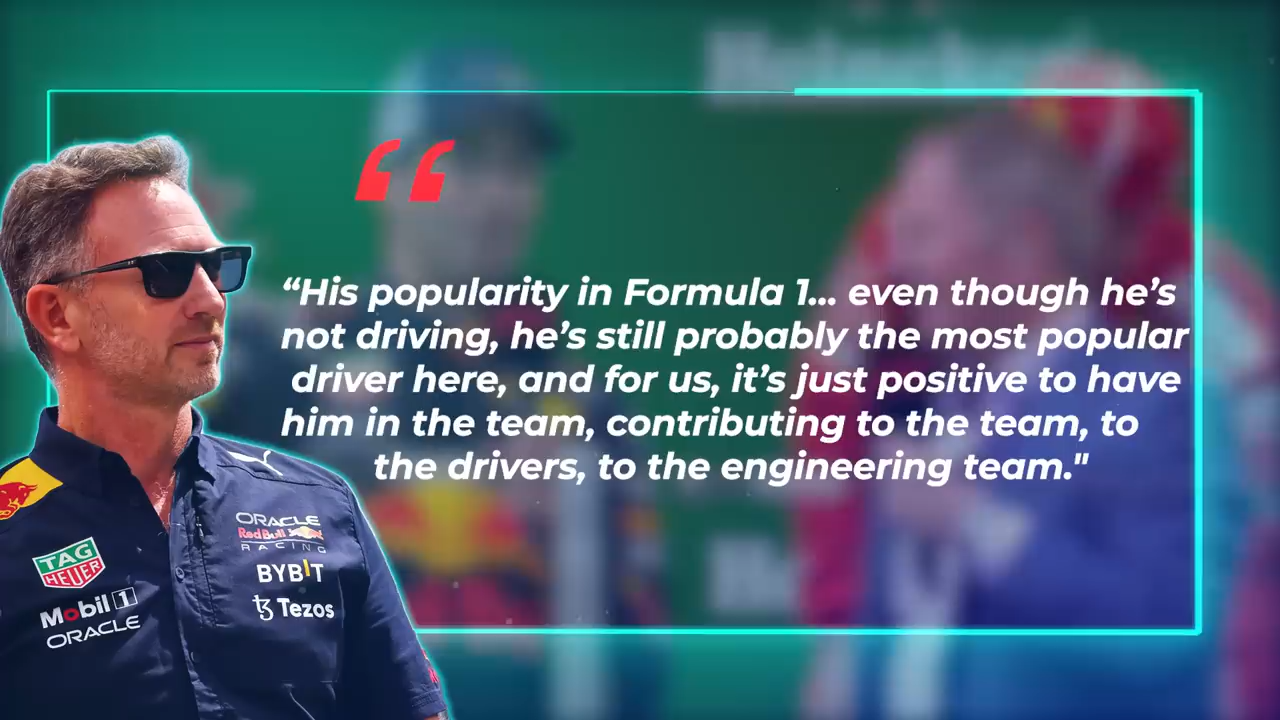 “His popularity in Formula 1... even though he’s
not driving, he’s still probably the most popular
driver here, and for us, it’s just positive to have
him in the team, contributing to the team, to
the drivers, to the engineering team."
TAG
HEUER
Mobil 1
ORACLE
ORACLE
Red Bull
RACING
BYBIT
Tezos